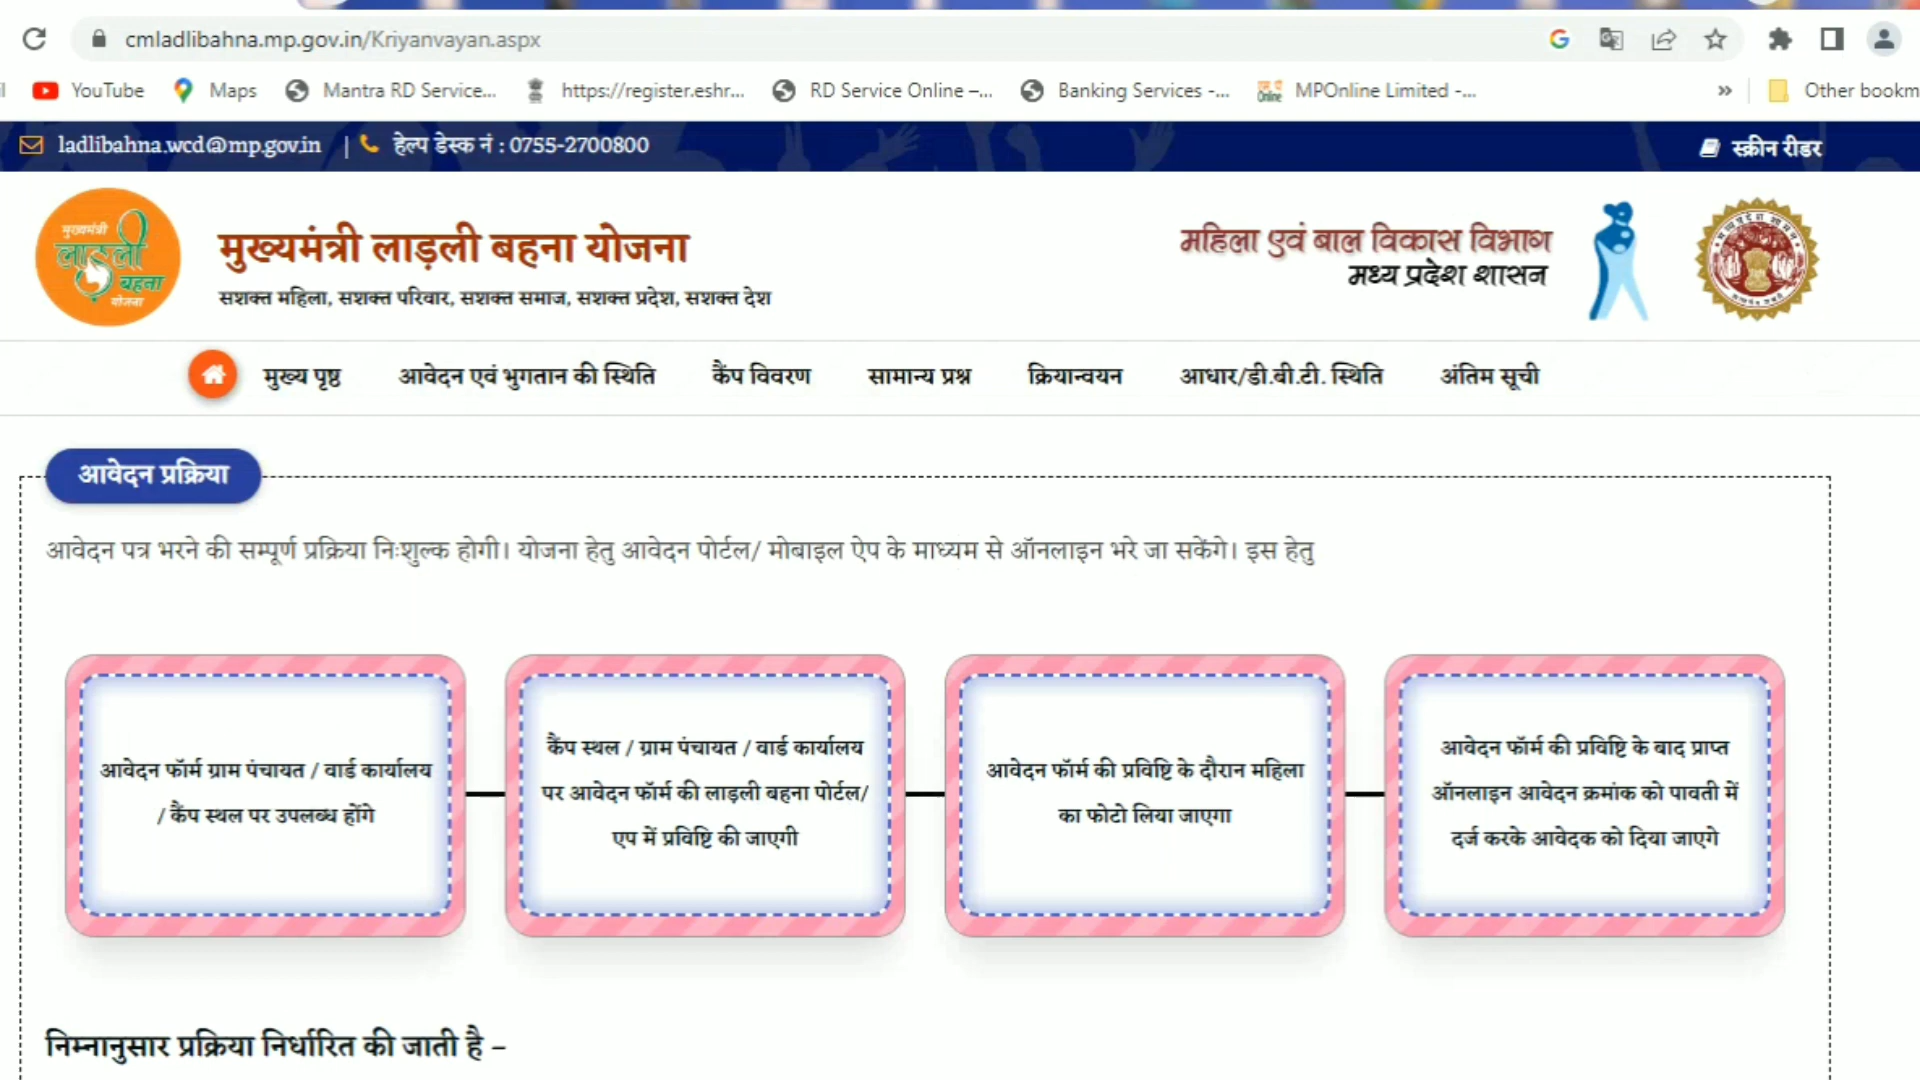 cmladlibahna.mp.gov.in/Kriyanvayan.aspx
YouTube Maps Mantra RD Service... https://register.eshr... RD Service Online –... Banking Services -... MPOnline Limited -... » Other bookm
ladlibahna.wcd@mp.gov.in | हेल्प डेस्क नं : 0755-2700800 स्क्रीन रीडर
मुख्यमंत्री
लाड़ली
बहना
योजना
मुख्यमंत्री लाड़ली बहना योजना
सशक्त महिला, सशक्त परिवार, सशक्त समाज, सशक्त प्रदेश, सशक्त देश
महिला एवं बाल विकास विभाग
मध्य प्रदेश शासन
मुख्य पृष्ठ आवेदन एवं भुगतान की स्थिति कैंप विवरण सामान्य प्रश्न क्रियान्वयन आधार/डी.बी.टी. स्थिति अंतिम सूची
आवेदन प्रक्रिया
आवेदन पत्र भरने की सम्पूर्ण प्रक्रिया निःशुल्क होगी। योजना हेतु आवेदन पोर्टल/ मोबाइल ऐप के माध्यम से ऑनलाइन भरे जा सकेंगे। इस हेतु
आवेदन फॉर्म ग्राम पंचायत / वार्ड कार्यालय
/ कैंप स्थल पर उपलब्ध होंगे
कैंप स्थल / ग्राम पंचायत / वार्ड कार्यालय
पर आवेदन फॉर्म की लाड़ली बहना पोर्टल/
एप में प्रविष्टि की जाएगी
आवेदन फॉर्म की प्रविष्टि के दौरान महिला
का फोटो लिया जाएगा
आवेदन फॉर्म की प्रविष्टि के बाद प्राप्त
ऑनलाइन आवेदन क्रमांक को पावती में
दर्ज करके आवेदक को दिया जाएगे
निम्नानुसार प्रक्रिया निर्धारित की जाती है –